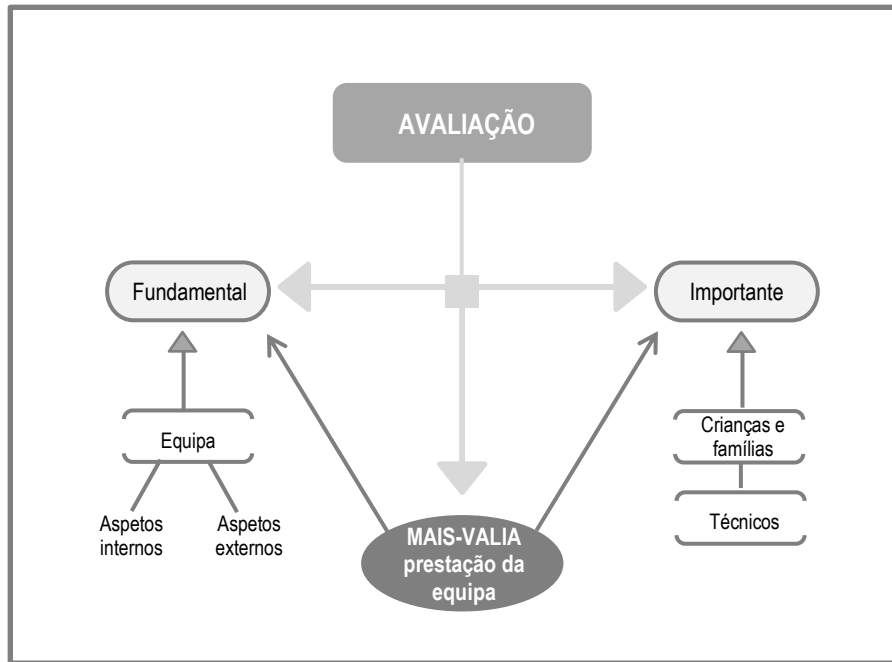 AVALIAÇÃO
Fundamental
Importante
Equipa
Aspetos
internos
Aspetos
externos
Crianças e
famílias
Técnicos
MAIS-VALIA
prestação da
equipa